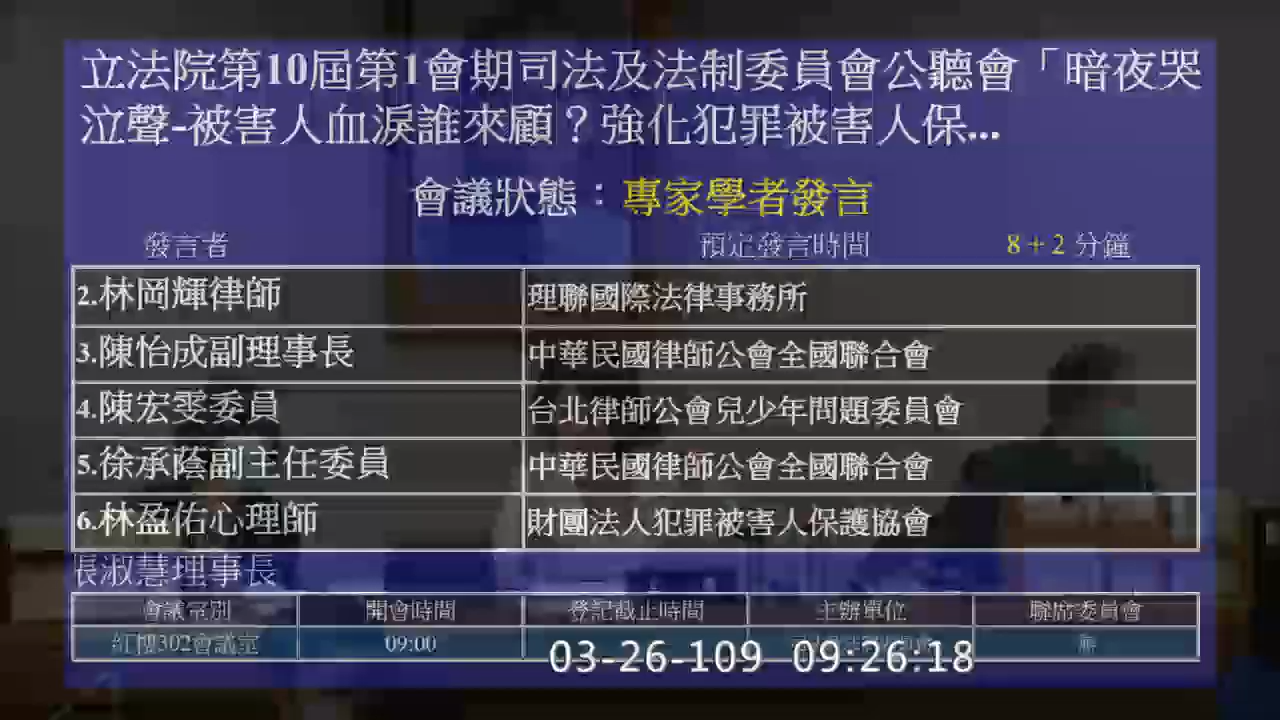 立法院第10屆第1會期司法及法制委員會公聽會「暗夜哭
泣聲-被害人血淚誰來顧？強化犯罪被害人保...
會議狀態：專家學者發言
發言者 預定發言時間 8+2 分鐘
2.林岡輝律師 理聯國際法律事務所
3.陳怡成副理事長 中華民國律師公會全國聯合會
4.陳宏雯委員 台北律師公會兒少年問題委員會
5.徐承蔭副主任委員 中華民國律師公會全國聯合會
6.林盈佑心理師 財團法人犯罪被害人保護協會
張淑慧理事長
會議室別 開會時間 登記截止時間 主辦單位 聯席委員會
紅樓302會議室 09:00
03-26-109 09:26:18